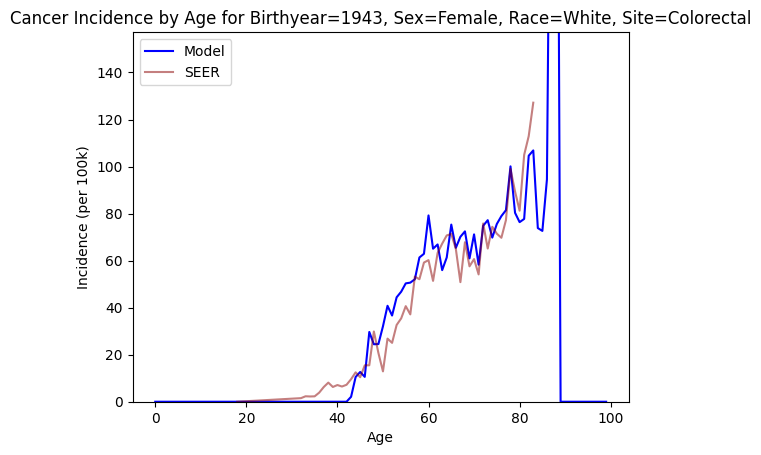 Cancer Incidence by Age for Birthyear=1943, Sex=Female, Race=White, Site=Colorectal
Model
SEER
Incidence (per 100k)
140
120
100
80
60
40
20
0
0 20 40 60 80 100
Age